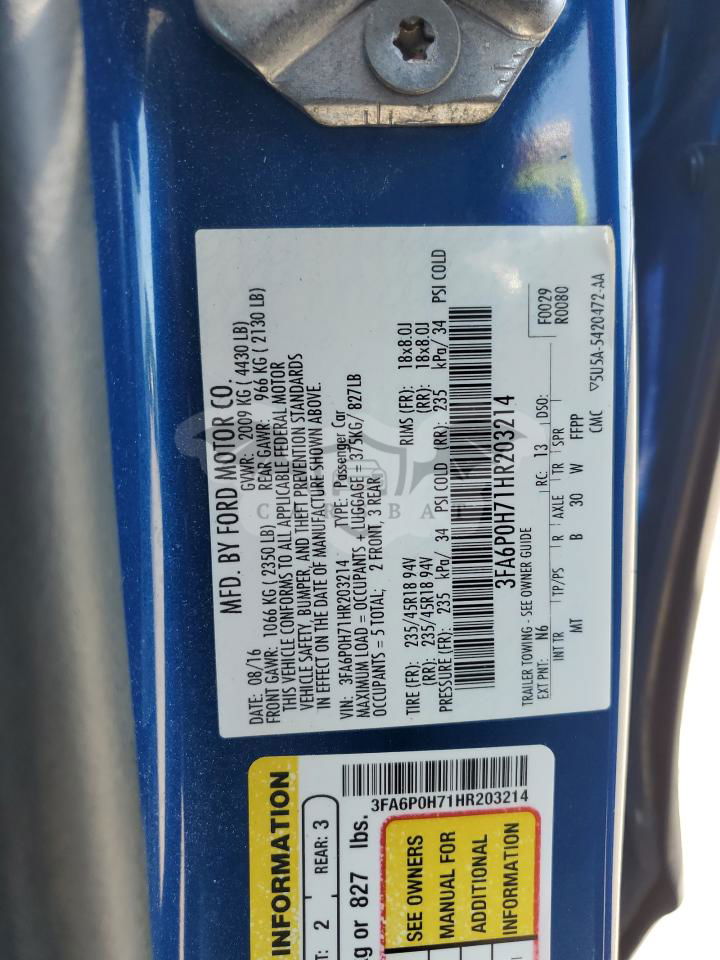 MFD. BY FORD MOTOR CO.
DATE: 08/16 GVWR: 2009 KG ( 4430 LB)
FRONT GAWR: 1066 KG ( 2350 LB) REAR GAWR: 966 KG ( 2130 LB)
THIS VEHICLE CONFORMS TO ALL APPLICABLE FEDERAL MOTOR
VEHICLE SAFETY, BUMPER, AND THEFT PREVENTION STANDARDS
IN EFFECT ON THE DATE OF MANUFACTURE SHOWN ABOVE.
VIN: 3FA6P0H71HR203214 TYPE: Passenger Car
MAXIMUM LOAD = OCCUPANTS + LUGGAGE = 375KG/ 827LB
OCCUPANTS = 5 TOTAL; 2 FRONT, 3 REAR
TIRE (FR): 235/45R18 94V RIMS (FR): 18x8.0J
(RR): 235/45R18 94V (RR): 18x8.0J
PRESSURE (FR): 235 kPa/ 34 PSI COLD (RR): 235 kPa/ 34 PSI COLD
3FA6P0H71HR203214
TRAILER TOWING - SEE OWNER GUIDE
EXT PNT: N6 RC: 13 DSO: F0029
R0080
INT TR TP/PS R AXLE TR SPR
MT B 30 W FFPP
CMC ▽5U5A-5420472-AA
CARBAT
INFORMATION
T: 2 REAR: 3
g or 827 lbs.
3FA6P0H71HR203214
SEE OWNERS
MANUAL FOR
ADDITIONAL
INFORMATION